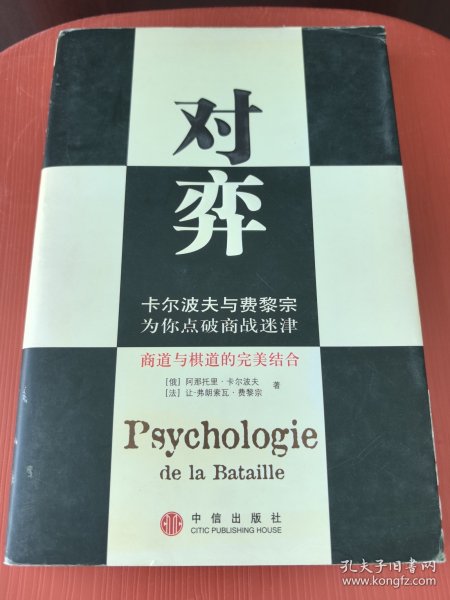 对
弈
卡尔波夫与费黎宗
为你点破商战迷津
商道与棋道的完美结合
[俄] 阿那托里·卡尔波夫
[法] 让·弗朗索瓦·费黎宗
著
Psychologie
de la Bataille
中信出版社
CITIC PUBLISHING HOUSE
孔夫子旧书网
www.kongfz.com